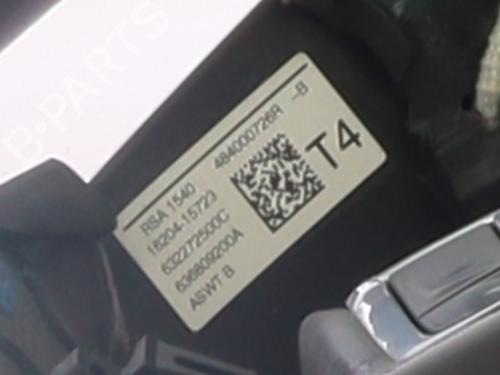 484000726R --B
RSA 1540
16204-15723
632272500C
636809200A
ASWT B
T4
B-PARTS